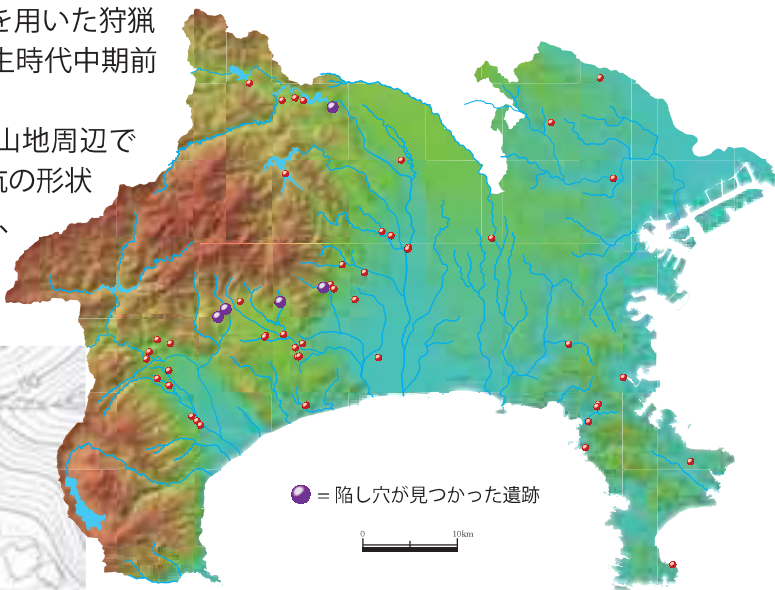 を用いた狩猟
生時代中期前
山地周辺で
坑の形状
、
= 陥し穴が見つかった遺跡
0 10km